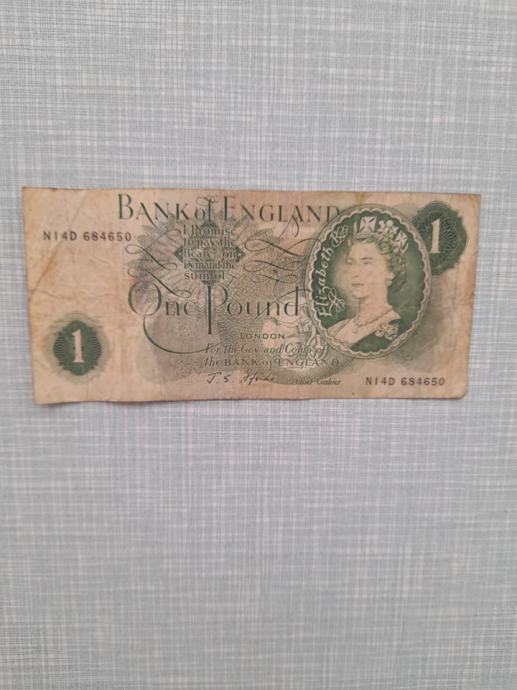 BANK of ENGLAND
1
N14D 684650
I Promise
to pay the
Bearer on
Demand the
sum of
One Pound
Elizabeth
1
LONDON
For the Gov.r and Comp.a of
the BANK of ENGLAND
Chief Cashier
N14D 684650